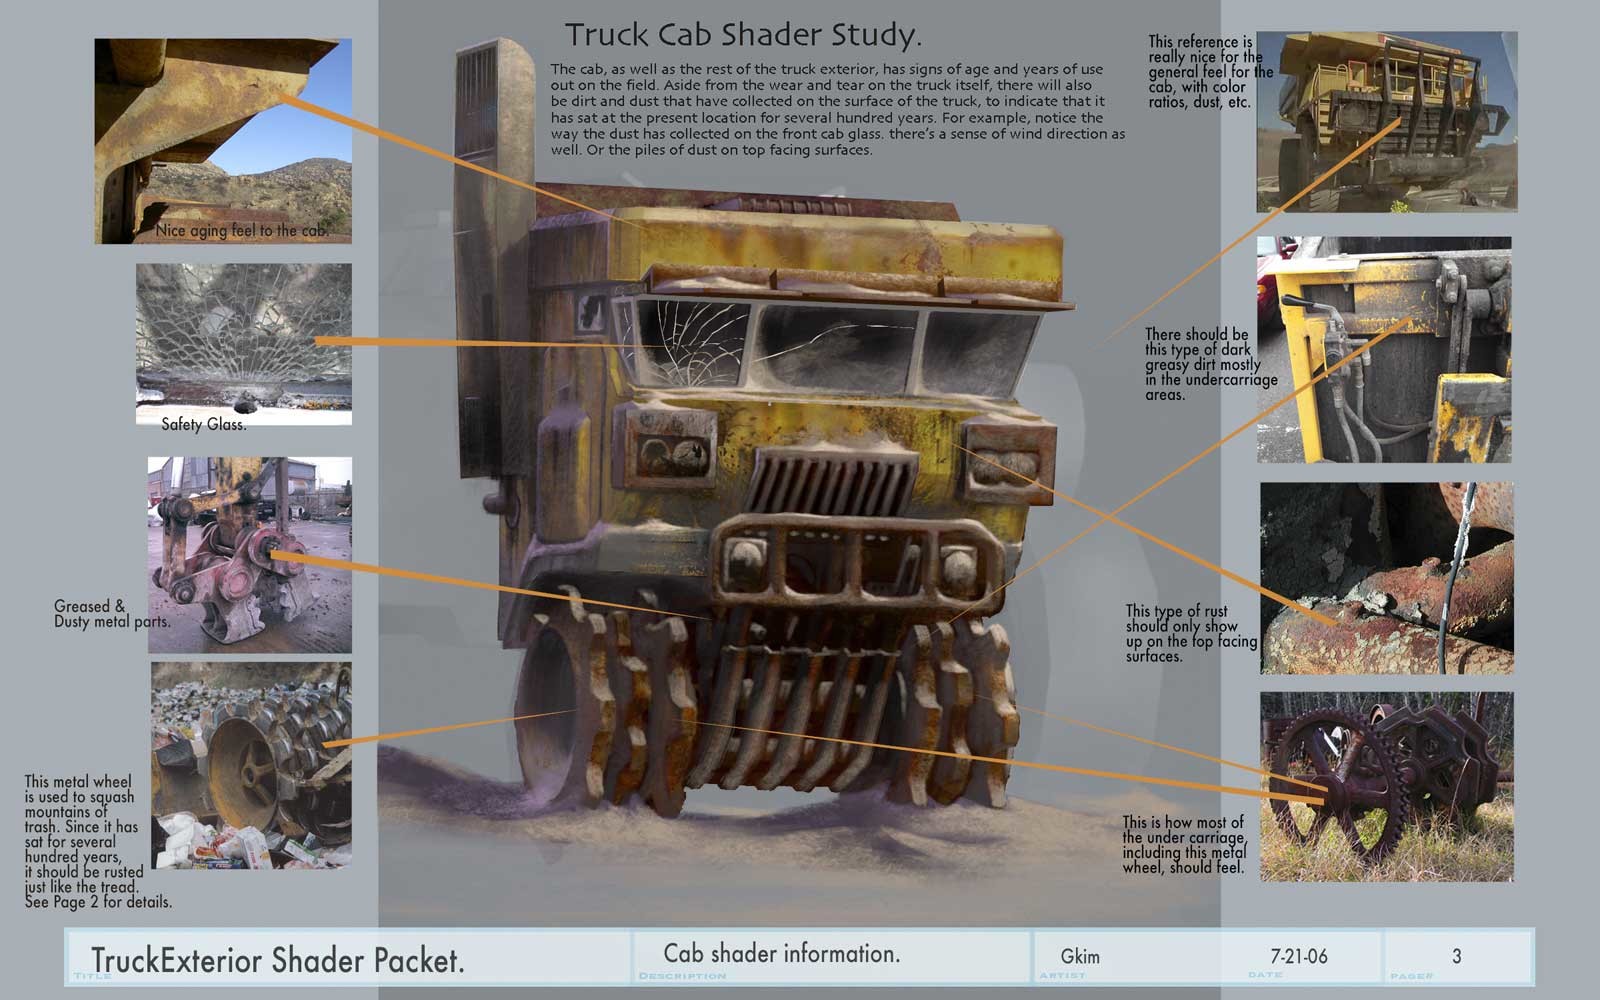 Truck Cab Shader Study.
The cab, as well as the rest of the truck exterior, has signs of age and years of use
out on the field. Aside from the wear and tear on the truck itself, there will also
be dirt and dust that have collected on the surface of the truck, to indicate that it
has sat at the present location for several hundred years. For example, notice the
way the dust has collected on the front cab glass. there's a sense of wind direction as
well. Or the piles of dust on top facing surfaces.
Nice aging feel to the cab.
Safety Glass.
Greased &
Dusty metal parts.
This metal wheel
is used to squash
mountains of
trash. Since it has
sat for several
hundred years,
it should be rusted
just like the tread.
See Page 2 for details.
This reference is
really nice for the
general feel for the
cab, with color
ratios, dust, etc.
There should be
this type of dark
greasy dirt mostly
in the undercarriage
areas.
This type of rust
should only show
up on the top facing
surfaces.
This is how most of
the under carriage,
including this metal
wheel, should feel.
TruckExterior Shader Packet.
TITLE
Cab shader information.
DESCRIPTION
Gkim
ARTIST
7-21-06
DATE
3
PAGE#